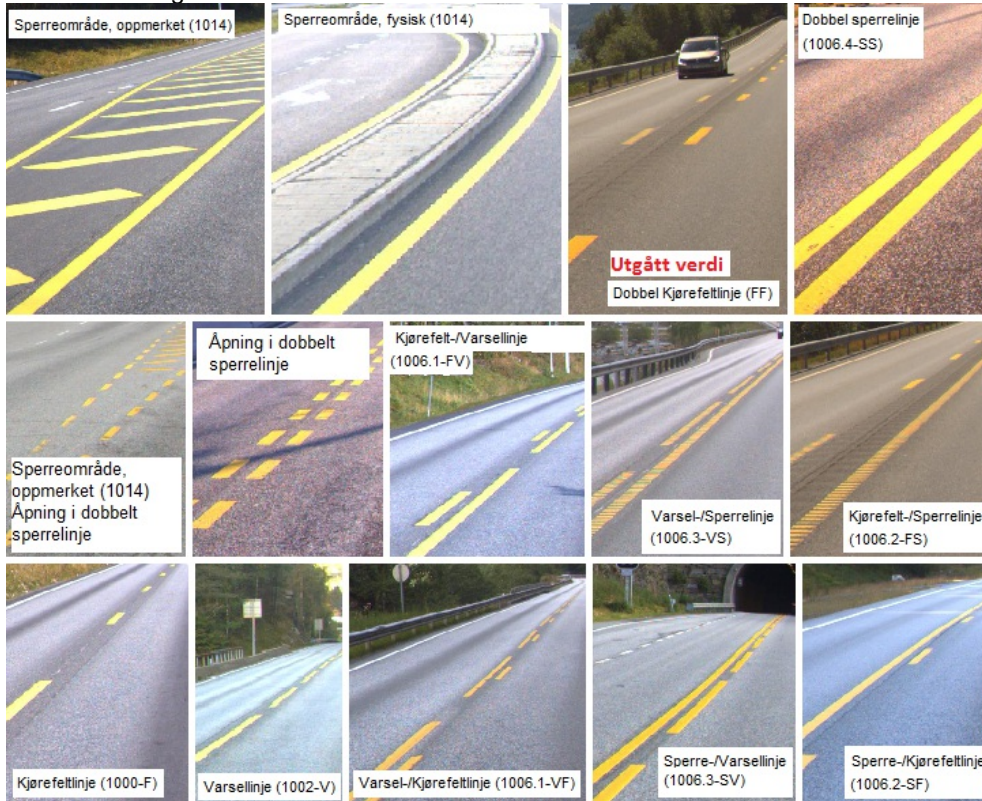 Sperreområde, oppmerket (1014)
Sperreområde, fysisk (1014)
Utgått verdi
Dobbel Kjørefeltlinje (FF)
Dobbel sperrelinje
(1006.4-SS)
Sperreområde,
oppmerket (1014)
Åpning i dobbelt
sperrelinje
Åpning i dobbelt
sperrelinje
Kjørefelt-/Varsellinje
(1006.1-FV)
Varsel-/Sperrelinje
(1006.3-VS)
Kjørefelt-/Sperrelinje
(1006.2-FS)
Kjørefeltlinje (1000-F)
Varsellinje (1002-V)
Varsel-/Kjørefeltlinje (1006.1-VF)
Sperre-/Varsellinje
(1006.3-SV)
Sperre-/Kjørefeltlinje
(1006.2-SF)